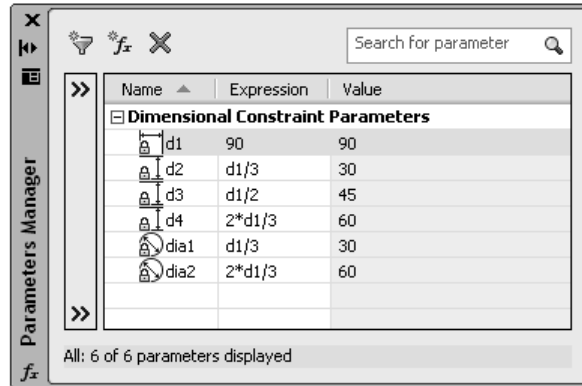 Search for parameter
Name Expression Value
Dimensional Constraint Parameters
d1 90 90
d2 d1/3 30
d3 d1/2 45
d4 2*d1/3 60
dia1 d1/3 30
dia2 2*d1/3 60
All: 6 of 6 parameters displayed
Parameters Manager
fx